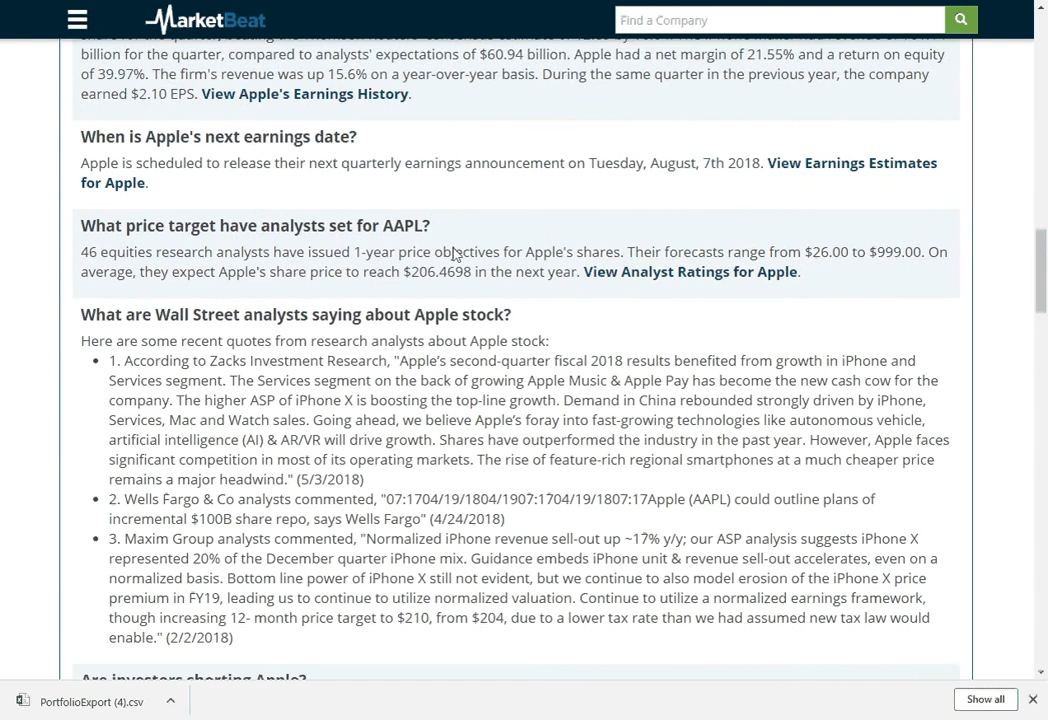 MarketBeat
Find a Company
billion for the quarter, compared to analysts' expectations of $60.94 billion. Apple had a net margin of 21.55% and a return on equity
of 39.97%. The firm's revenue was up 15.6% on a year-over-year basis. During the same quarter in the previous year, the company
earned $2.10 EPS. View Apple's Earnings History.
When is Apple's next earnings date?
Apple is scheduled to release their next quarterly earnings announcement on Tuesday, August, 7th 2018. View Earnings Estimates
for Apple.
What price target have analysts set for AAPL?
46 equities research analysts have issued 1-year price objectives for Apple's shares. Their forecasts range from $26.00 to $999.00. On
average, they expect Apple's share price to reach $206.4698 in the next year. View Analyst Ratings for Apple.
What are Wall Street analysts saying about Apple stock?
Here are some recent quotes from research analysts about Apple stock:
• 1. According to Zacks Investment Research, "Apple's second-quarter fiscal 2018 results benefited from growth in iPhone and
Services segment. The Services segment on the back of growing Apple Music & Apple Pay has become the new cash cow for the
company. The higher ASP of iPhone X is boosting the top-line growth. Demand in China rebounded strongly driven by iPhone,
Services, Mac and Watch sales. Going ahead, we believe Apple's foray into fast-growing technologies like autonomous vehicle,
artificial intelligence (AI) & AR/VR will drive growth. Shares have outperformed the industry in the past year. However, Apple faces
significant competition in most of its operating markets. The rise of feature-rich regional smartphones at a much cheaper price
remains a major headwind." (5/3/2018)
• 2. Wells Fargo & Co analysts commented, "07:1704/19/1804/1907:1704/19/1807:17Apple (AAPL) could outline plans of
incremental $100B share repo, says Wells Fargo" (4/24/2018)
• 3. Maxim Group analysts commented, "Normalized iPhone revenue sell-out up ~17% y/y; our ASP analysis suggests iPhone X
represented 20% of the December quarter iPhone mix. Guidance embeds iPhone unit & revenue sell-out accelerates, even on a
normalized basis. Bottom line power of iPhone X still not evident, but we continue to also model erosion of the iPhone X price
premium in FY19, leading us to continue to utilize normalized valuation. Continue to utilize a normalized earnings framework,
though increasing 12- month price target to $210, from $204, due to a lower tax rate than we had assumed new tax law would
enable." (2/2/2018)
Are investors shorting Apple?
PortfolioExport (4).csv
Show all